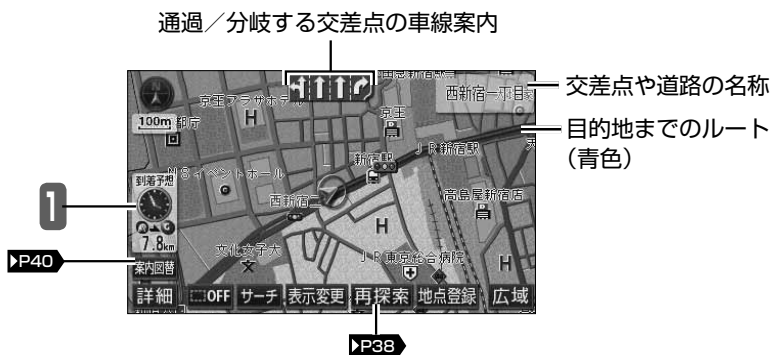 通過／分岐する交差点の車線案内
交差点や道路の名称
目的地までのルート
（青色）
西新宿一丁目
京王プラザホテ
H
100m
都庁
京王
JR新宿駅
新宿
NSイベントホール
到着予想
西新宿二
高島屋新宿店
1
7.8km
H
文化女子大
JR東京総合病院
H
▶P40
案内図替
詳細
OFF
サーチ
表示変更
再探索
地点登録
広域
▶P38